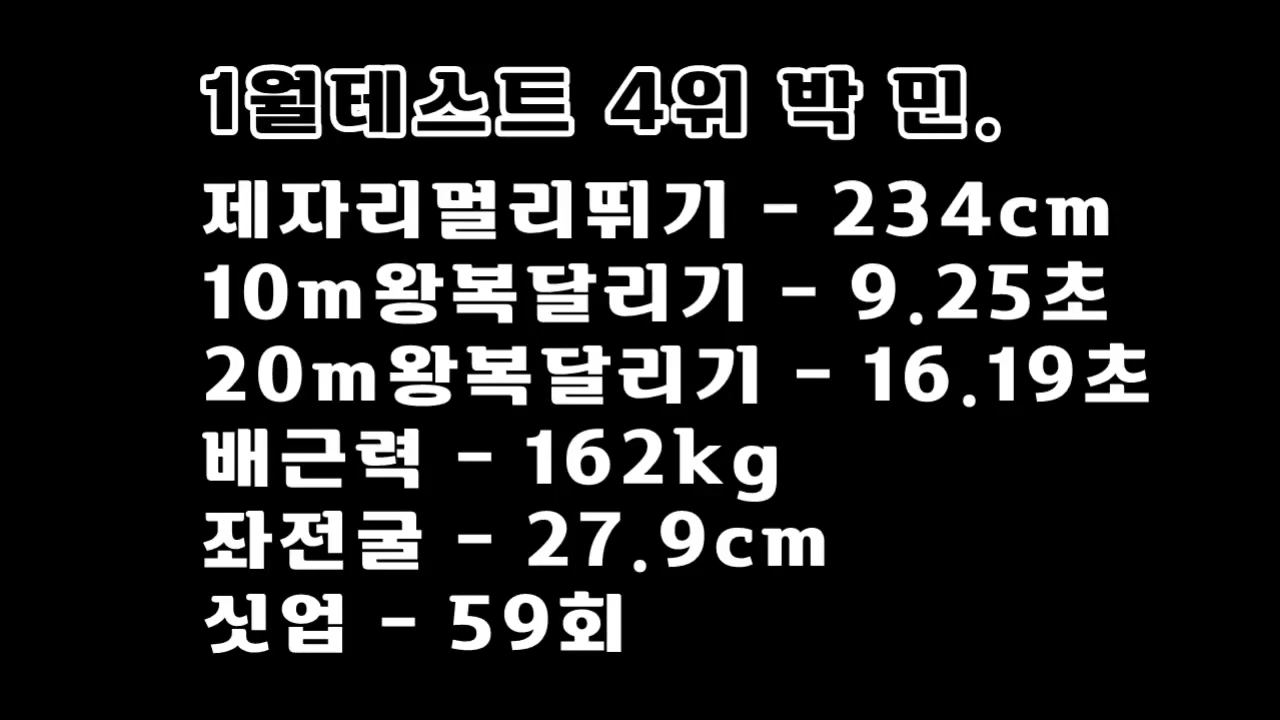 1월테스트 4위 박 민.
제자리멀리뛰기 - 234cm
10m왕복달리기 - 9.25초
20m왕복달리기 - 16.19초
배근력 - 162kg
좌전굴 - 27.9cm
싯업 - 59회